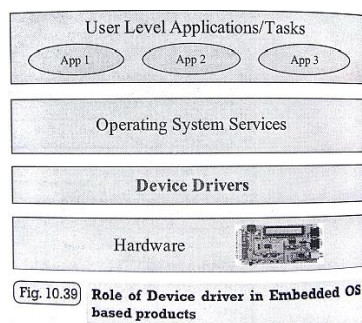 User Level Applications/Tasks
App 1 App 2 App 3
Operating System Services
Device Drivers
Hardware
Fig. 10.39 Role of Device driver in Embedded OS
based products